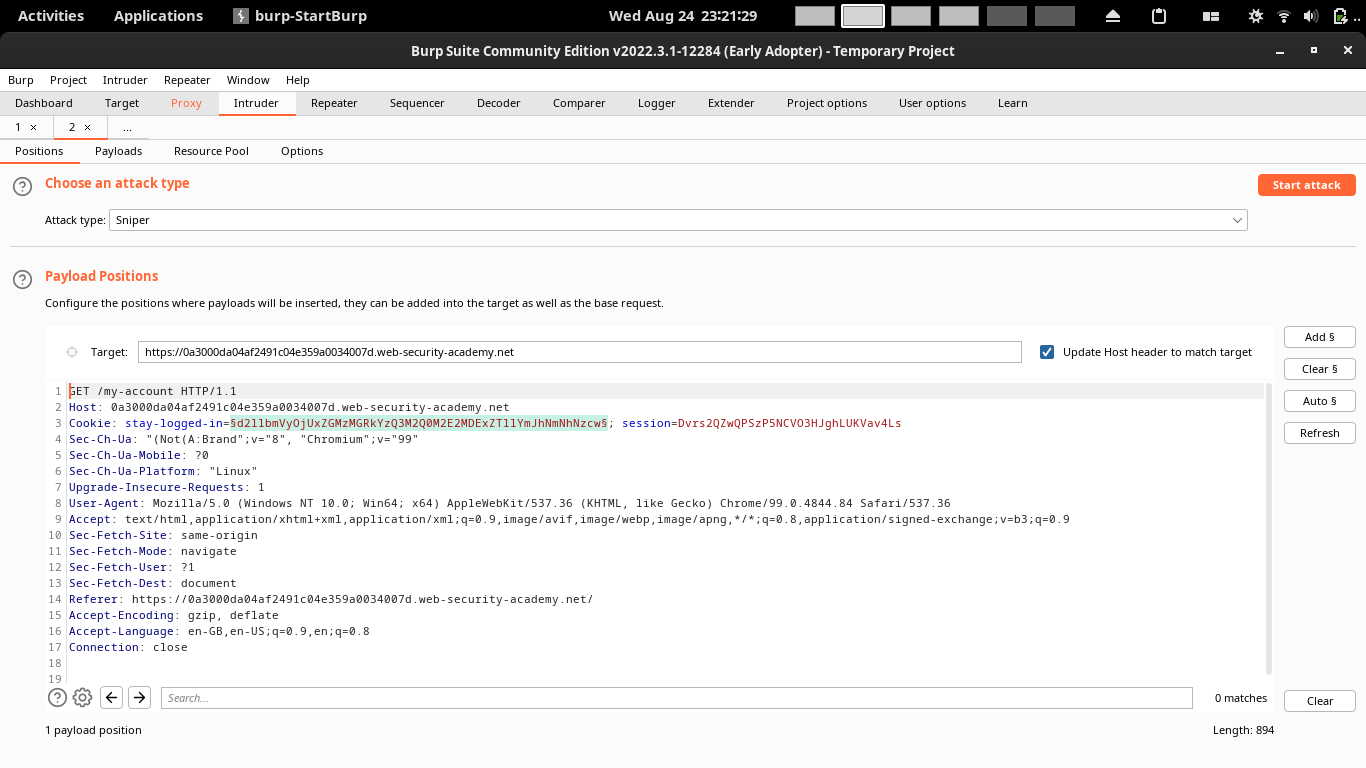 Activities Applications burp-StartBurp Wed Aug 24 23:21:29
Burp Suite Community Edition v2022.3.1-12284 (Early Adopter) - Temporary Project
Burp Project Intruder Repeater Window Help
Dashboard Target Proxy Intruder Repeater Sequencer Decoder Comparer Logger Extender Project options User options Learn
1 × 2 × ...
Positions Payloads Resource Pool Options
? Choose an attack type Start attack
Attack type: Sniper
? Payload Positions
Configure the positions where payloads will be inserted, they can be added into the target as well as the base request.
Target: https://0a3000da04af2491c04e359a0034007d.web-security-academy.net Update Host header to match target
Add §
Clear §
Auto §
Refresh
1 GET /my-account HTTP/1.1
2 Host: 0a3000da04af2491c04e359a0034007d.web-security-academy.net
3 Cookie: stay-logged-in=§d2llbmVyOjUxZGMzMGRkYzQ3M2Q0M2E2MDExZTllYmJhNmNhNzcw§; session=Dvrs2QZwQPSzP5NCVO3HJghLUKVav4Ls
4 Sec-Ch-Ua: "(Not(A:Brand";v="8", "Chromium";v="99"
5 Sec-Ch-Ua-Mobile: ?0
6 Sec-Ch-Ua-Platform: "Linux"
7 Upgrade-Insecure-Requests: 1
8 User-Agent: Mozilla/5.0 (Windows NT 10.0; Win64; x64) AppleWebKit/537.36 (KHTML, like Gecko) Chrome/99.0.4844.84 Safari/537.36
9 Accept: text/html,application/xhtml+xml,application/xml;q=0.9,image/avif,image/webp,image/apng,*/*;q=0.8,application/signed-exchange;v=b3;q=0.9
10 Sec-Fetch-Site: same-origin
11 Sec-Fetch-Mode: navigate
12 Sec-Fetch-User: ?1
13 Sec-Fetch-Dest: document
14 Referer: https://0a3000da04af2491c04e359a0034007d.web-security-academy.net/
15 Accept-Encoding: gzip, deflate
16 Accept-Language: en-GB,en-US;q=0.9,en;q=0.8
17 Connection: close
18
19
? Search... 0 matches Clear
1 payload position Length: 894